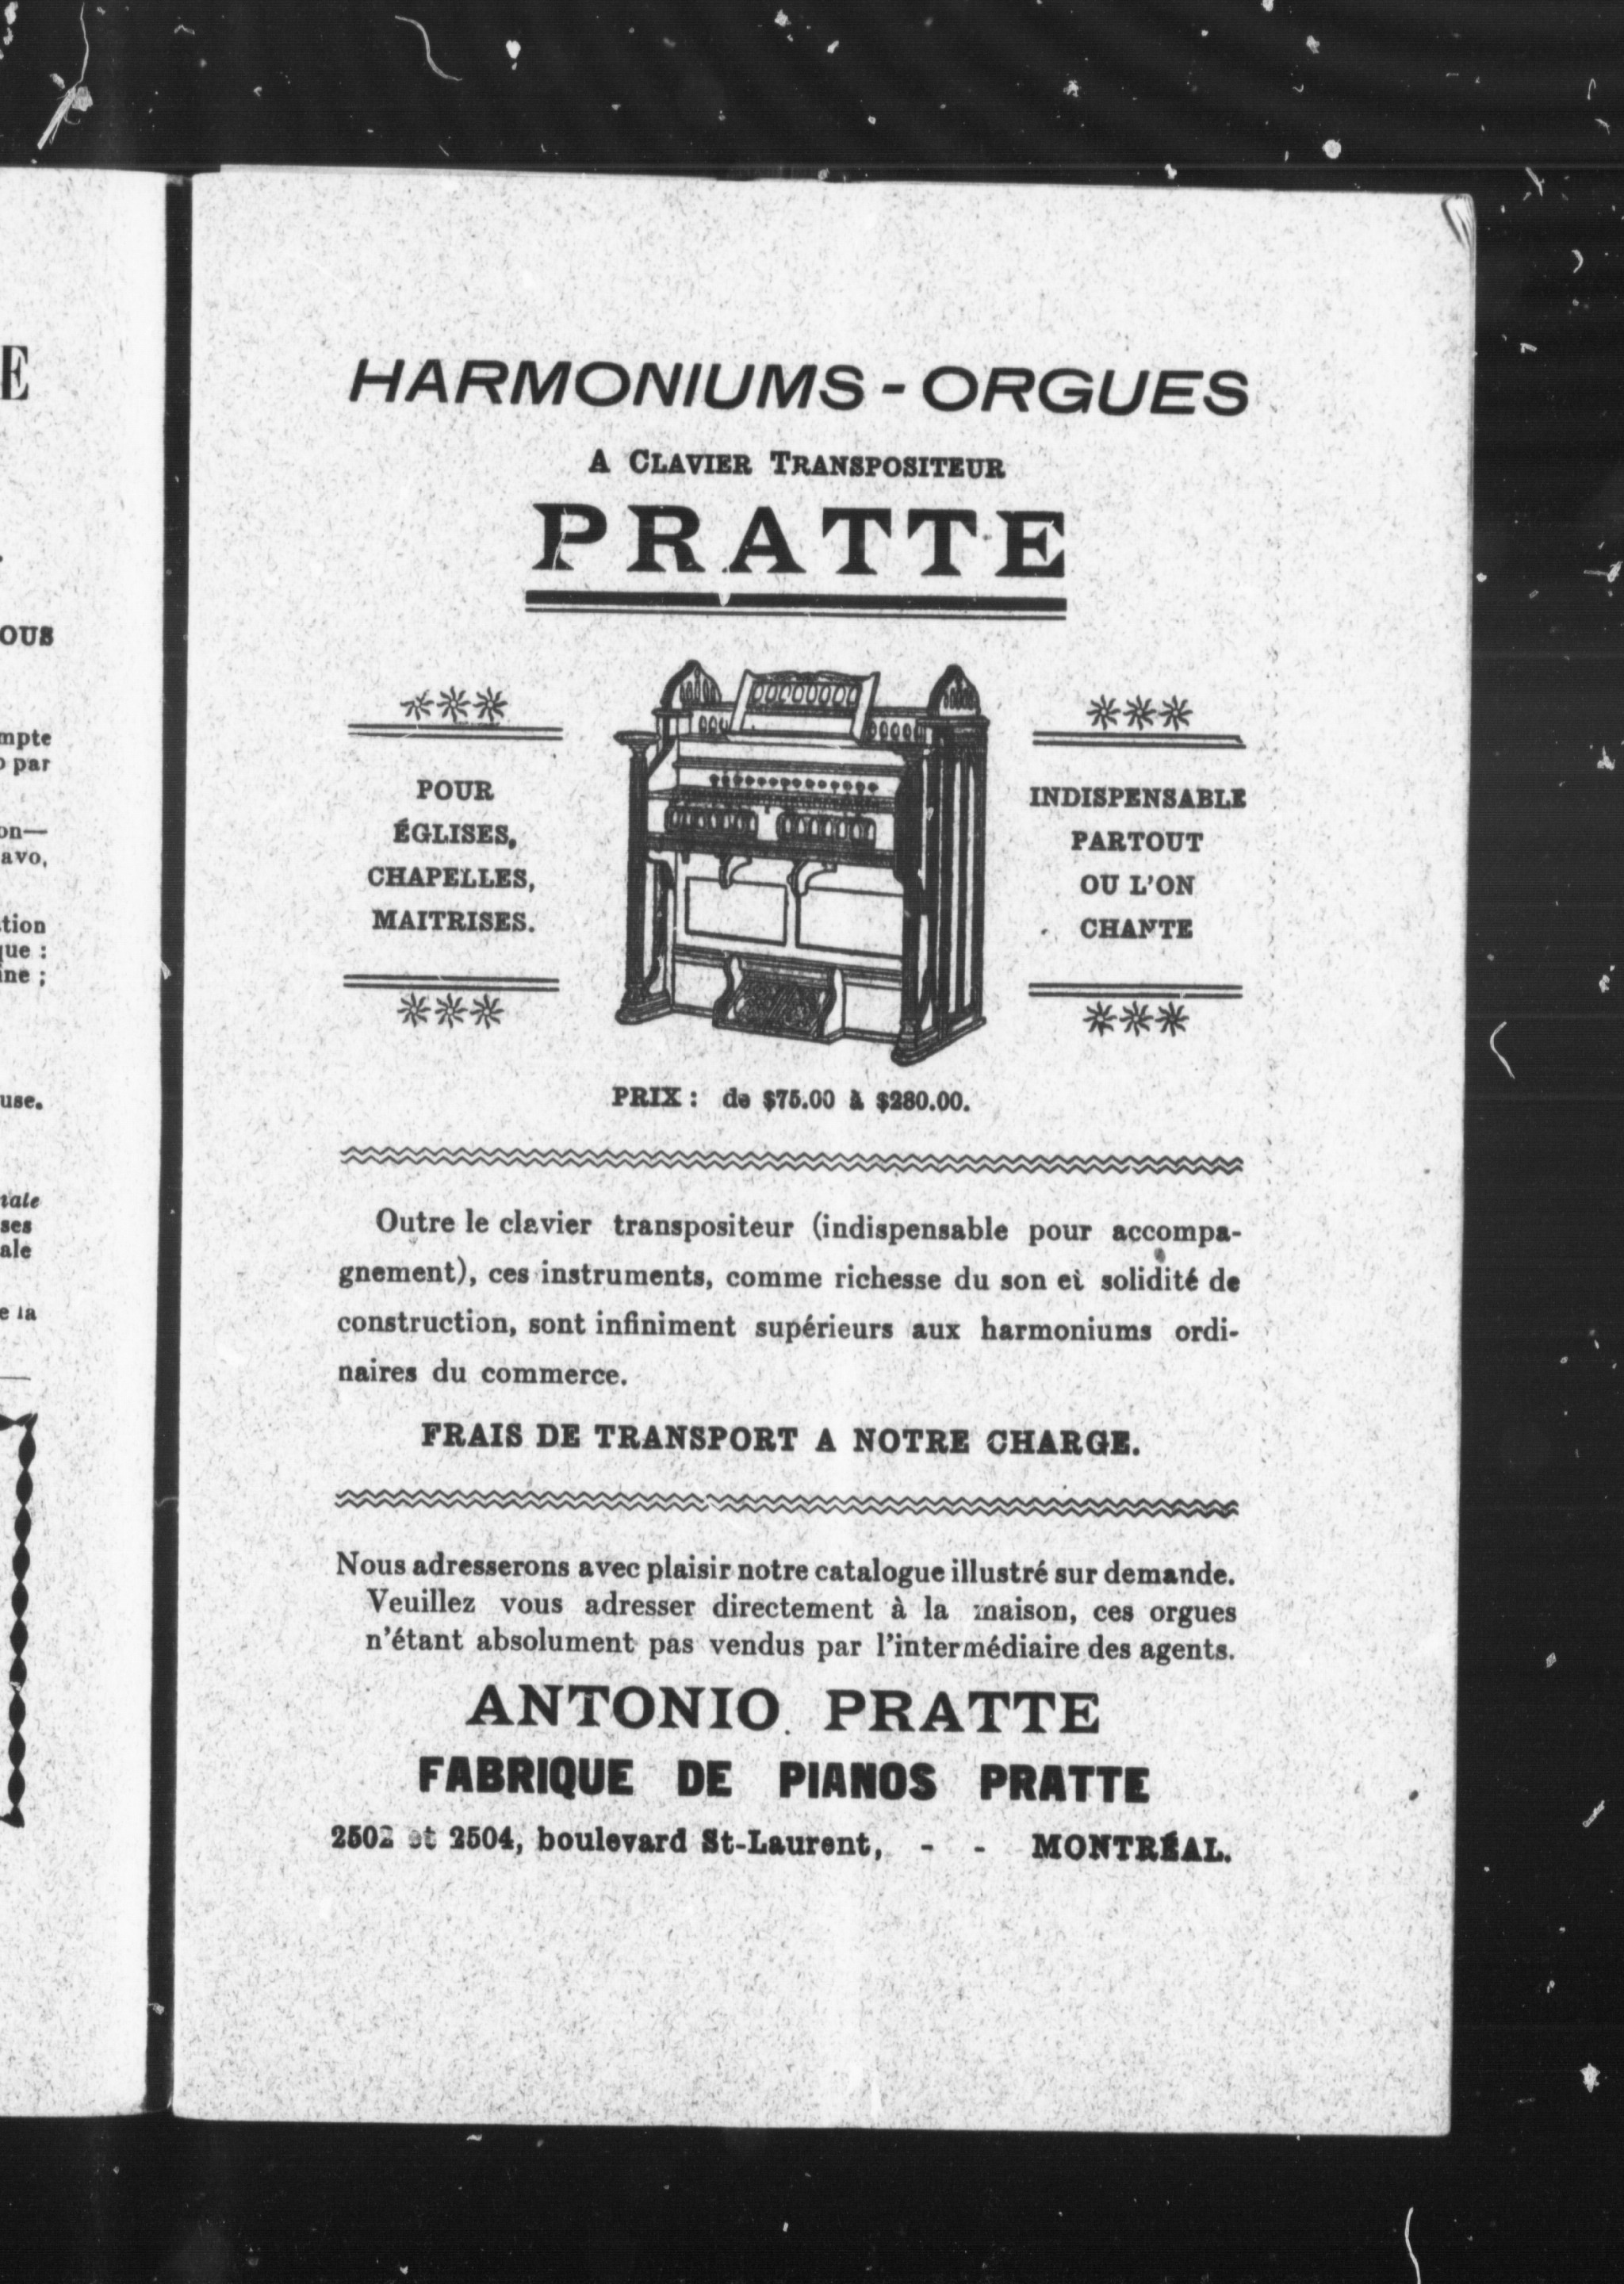 E
OUS
mpte
par
on—
avo,
tion
que :
ine ;
use.
ses
ale
e la
HARMONIUMS - ORGUES
A CLAVIER TRANSPOSITEUR
PRATTE
POUR
ÉGLISES,
CHAPELLES,
MAITRISES.
INDISPENSABLE
PARTOUT
OU L'ON
CHANTE
PRIX : de $75.00 à $280.00.
Outre le clavier transpositeur (indispensable pour accompa-
gnement), ces instruments, comme richesse du son et solidité de
construction, sont infiniment supérieurs aux harmoniums ordi-
naires du commerce.
FRAIS DE TRANSPORT A NOTRE CHARGE.
Nous adresserons avec plaisir notre catalogue illustré sur demande.
Veuillez vous adresser directement à la maison, ces orgues
n'étant absolument pas vendus par l'intermédiaire des agents.
ANTONIO PRATTE
FABRIQUE DE PIANOS PRATTE
2502 et 2504, boulevard St-Laurent, - - MONTRÉAL.